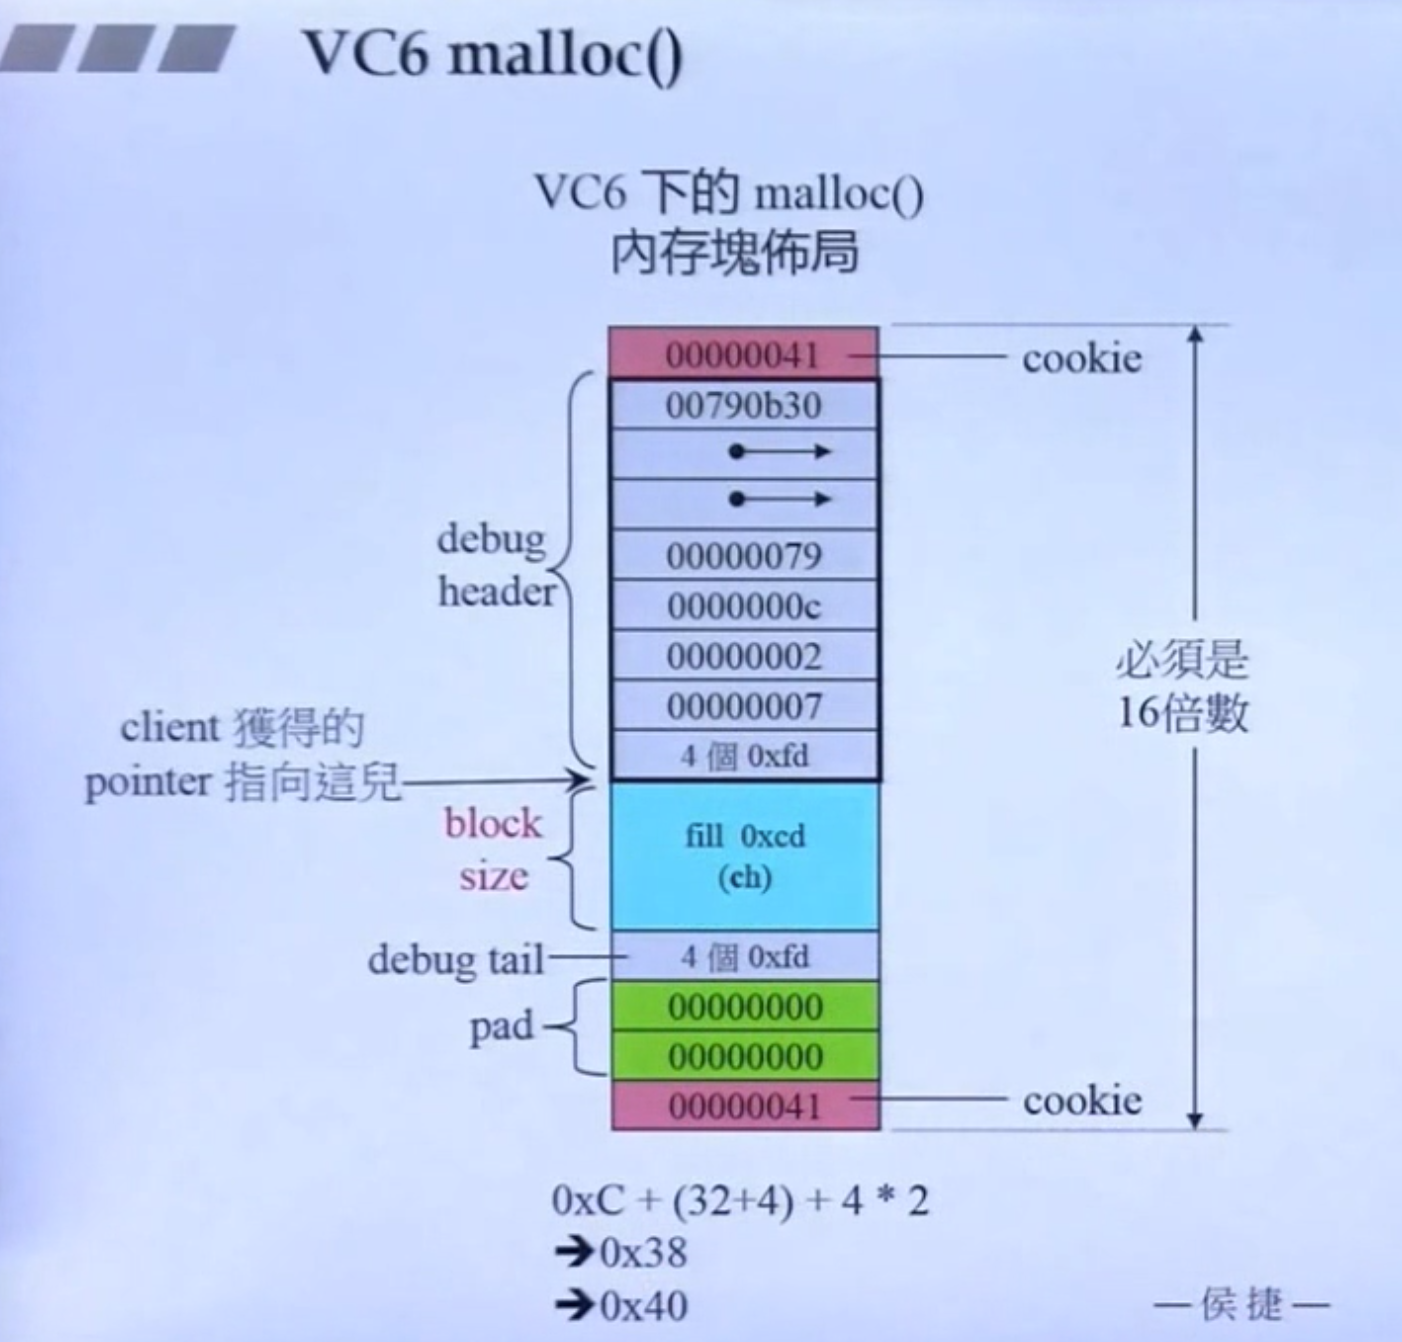 VC6 malloc()
VC6 下的 malloc()
內存塊佈局
00000041
cookie
00790b30
debug
header
00000079
0000000c
00000002
00000007
4 個 0xfd
必須是
16倍數
client 獲得的
pointer 指向這兒
block
size
fill 0xcd
(ch)
debug tail
4 個 0xfd
pad
00000000
00000000
00000041
cookie
0xC + (32+4) + 4 * 2
➔0x38
➔0x40
—侯捷—